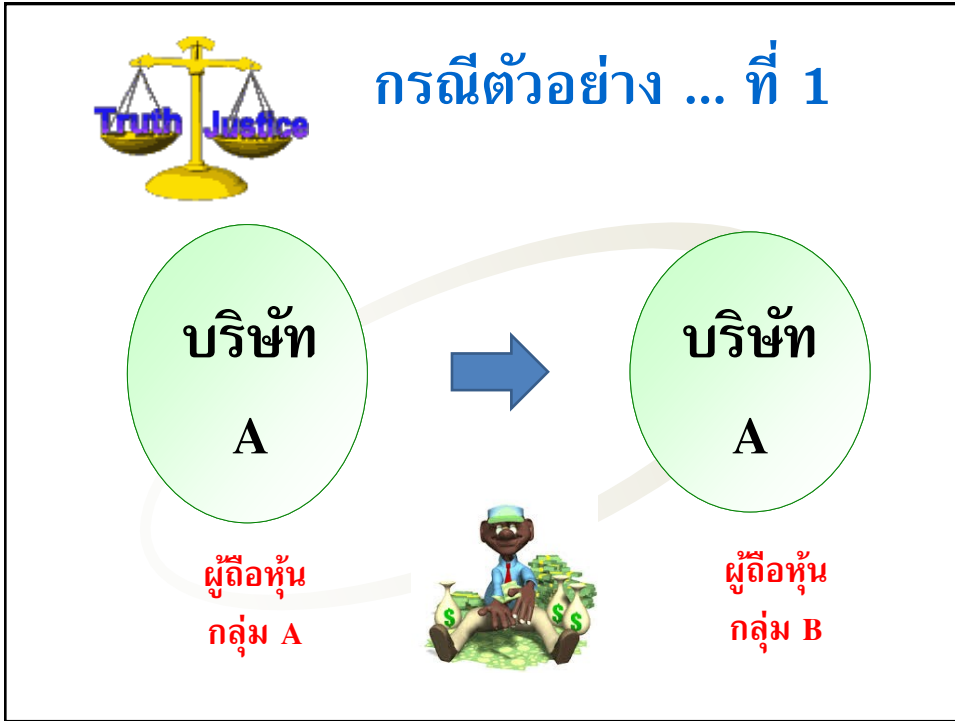 กรณีตัวอย่าง ... ที่ 1
Truth Justice
บริษัท
A
บริษัท
A
ผู้ถือหุ้น
กลุ่ม A
$ $ $
ผู้ถือหุ้น
กลุ่ม B